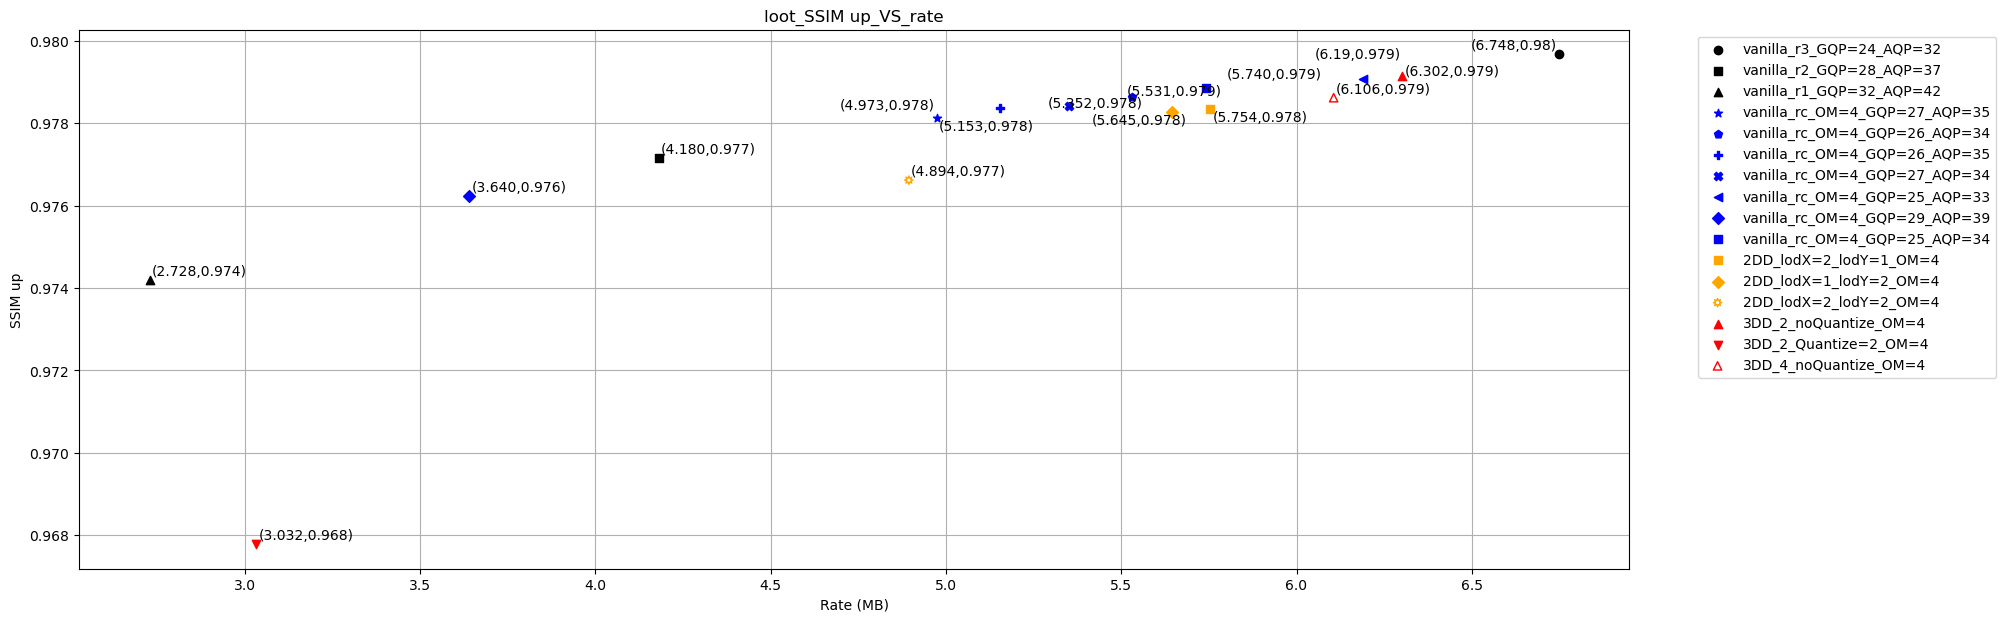 loot_SSIM up_VS_rate
0.980
0.978
0.976
0.974
0.972
0.970
0.968
SSIM up
(6.748,0.98)
(6.19,0.979)
(6.302,0.979)
(5.740,0.979)
(6.106,0.979)
(5.531,0.979)
(5.352,0.978)
(4.973,0.978)
(5.153,0.978)
(5.645,0.978)
(5.754,0.978)
(4.180,0.977)
(4.894,0.977)
(3.640,0.976)
(2.728,0.974)
(3.032,0.968)
3.0 3.5 4.0 4.5 5.0 5.5 6.0 6.5
Rate (MB)
vanilla_r3_GQP=24_AQP=32
vanilla_r2_GQP=28_AQP=37
vanilla_r1_GQP=32_AQP=42
vanilla_rc_OM=4_GQP=27_AQP=35
vanilla_rc_OM=4_GQP=26_AQP=34
vanilla_rc_OM=4_GQP=26_AQP=35
vanilla_rc_OM=4_GQP=27_AQP=34
vanilla_rc_OM=4_GQP=25_AQP=33
vanilla_rc_OM=4_GQP=29_AQP=39
vanilla_rc_OM=4_GQP=25_AQP=34
2DD_lodX=2_lodY=1_OM=4
2DD_lodX=1_lodY=2_OM=4
2DD_lodX=2_lodY=2_OM=4
3DD_2_noQuantize_OM=4
3DD_2_Quantize=2_OM=4
3DD_4_noQuantize_OM=4